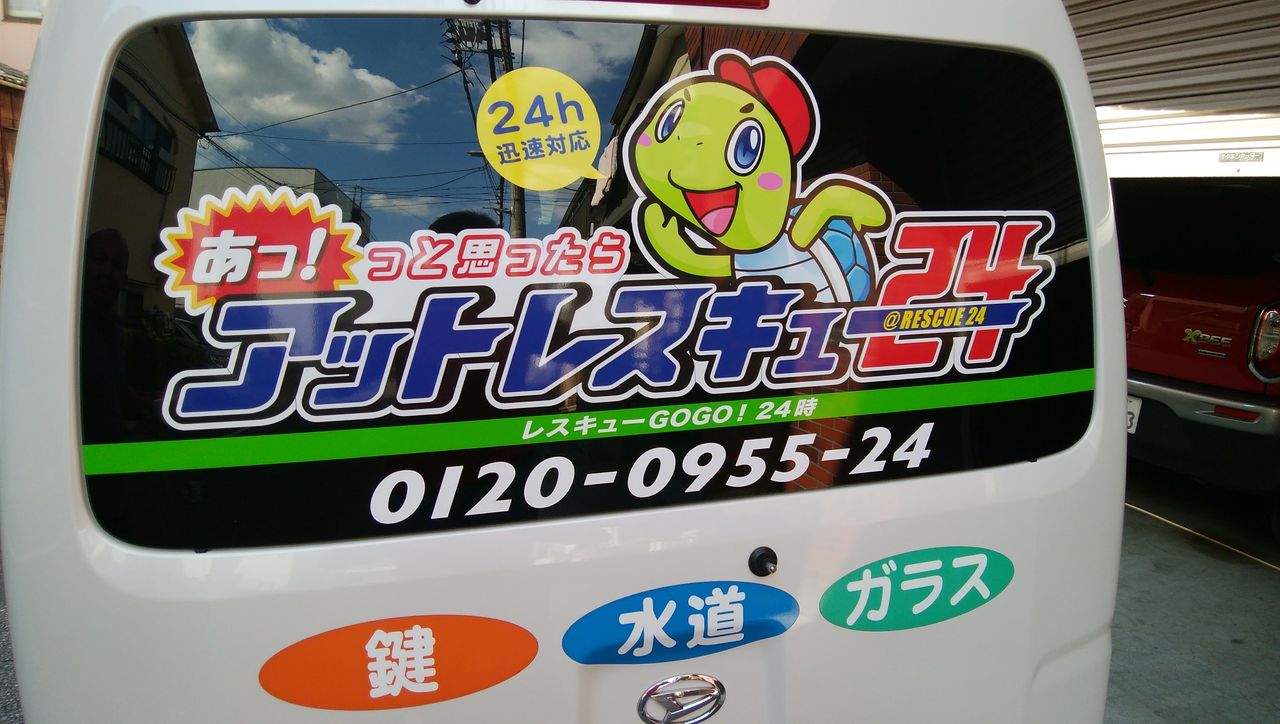 24h
迅速対応
あっ!
っと思ったら
アットレスキュー24
@RESCUE 24
レスキューGOGO!24時
0120-0955-24
鍵
水道
ガラス
XBEE